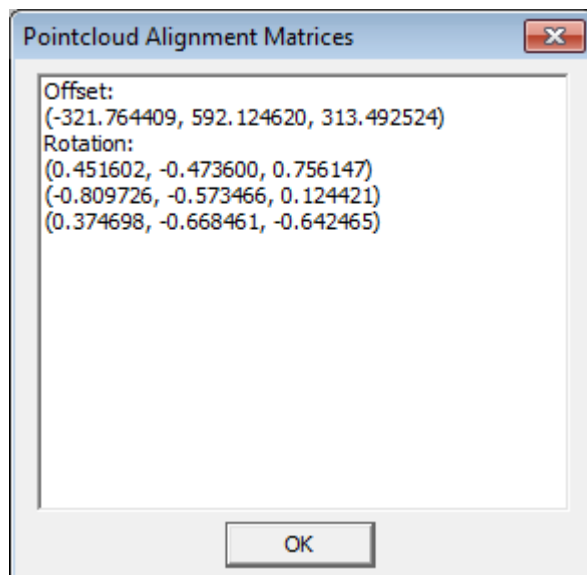 Pointcloud Alignment Matrices
Offset:
(-321.764409, 592.124620, 313.492524)
Rotation:
(0.451602, -0.473600, 0.756147)
(-0.809726, -0.573466, 0.124421)
(0.374698, -0.668461, -0.642465)
OK